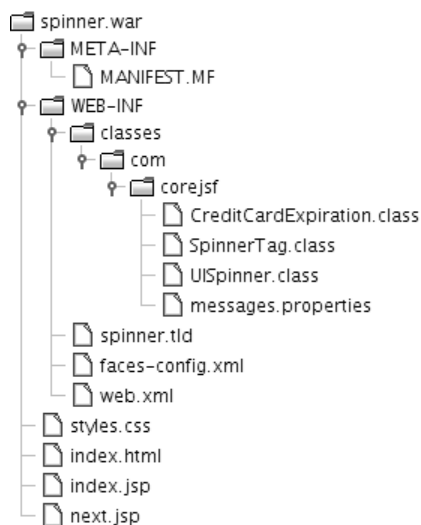 spinner.war
META-INF
MANIFEST.MF
WEB-INF
classes
com
corejsf
CreditCardExpiration.class
SpinnerTag.class
UISpinner.class
messages.properties
spinner.tld
faces-config.xml
web.xml
styles.css
index.html
index.jsp
next.jsp